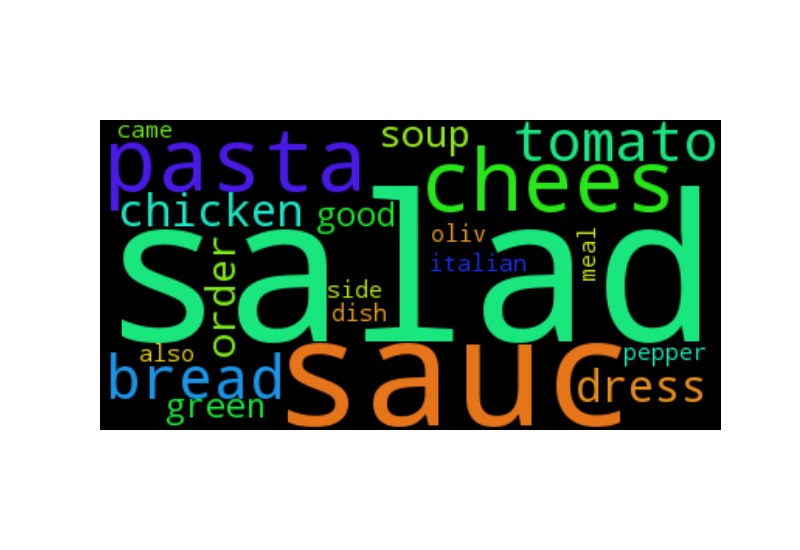 came
soup
tomato
pasta
chees
chicken
good
salad
oliv
italian
meal
order
side
dish
also
bread
sauc
pepper
dress
green